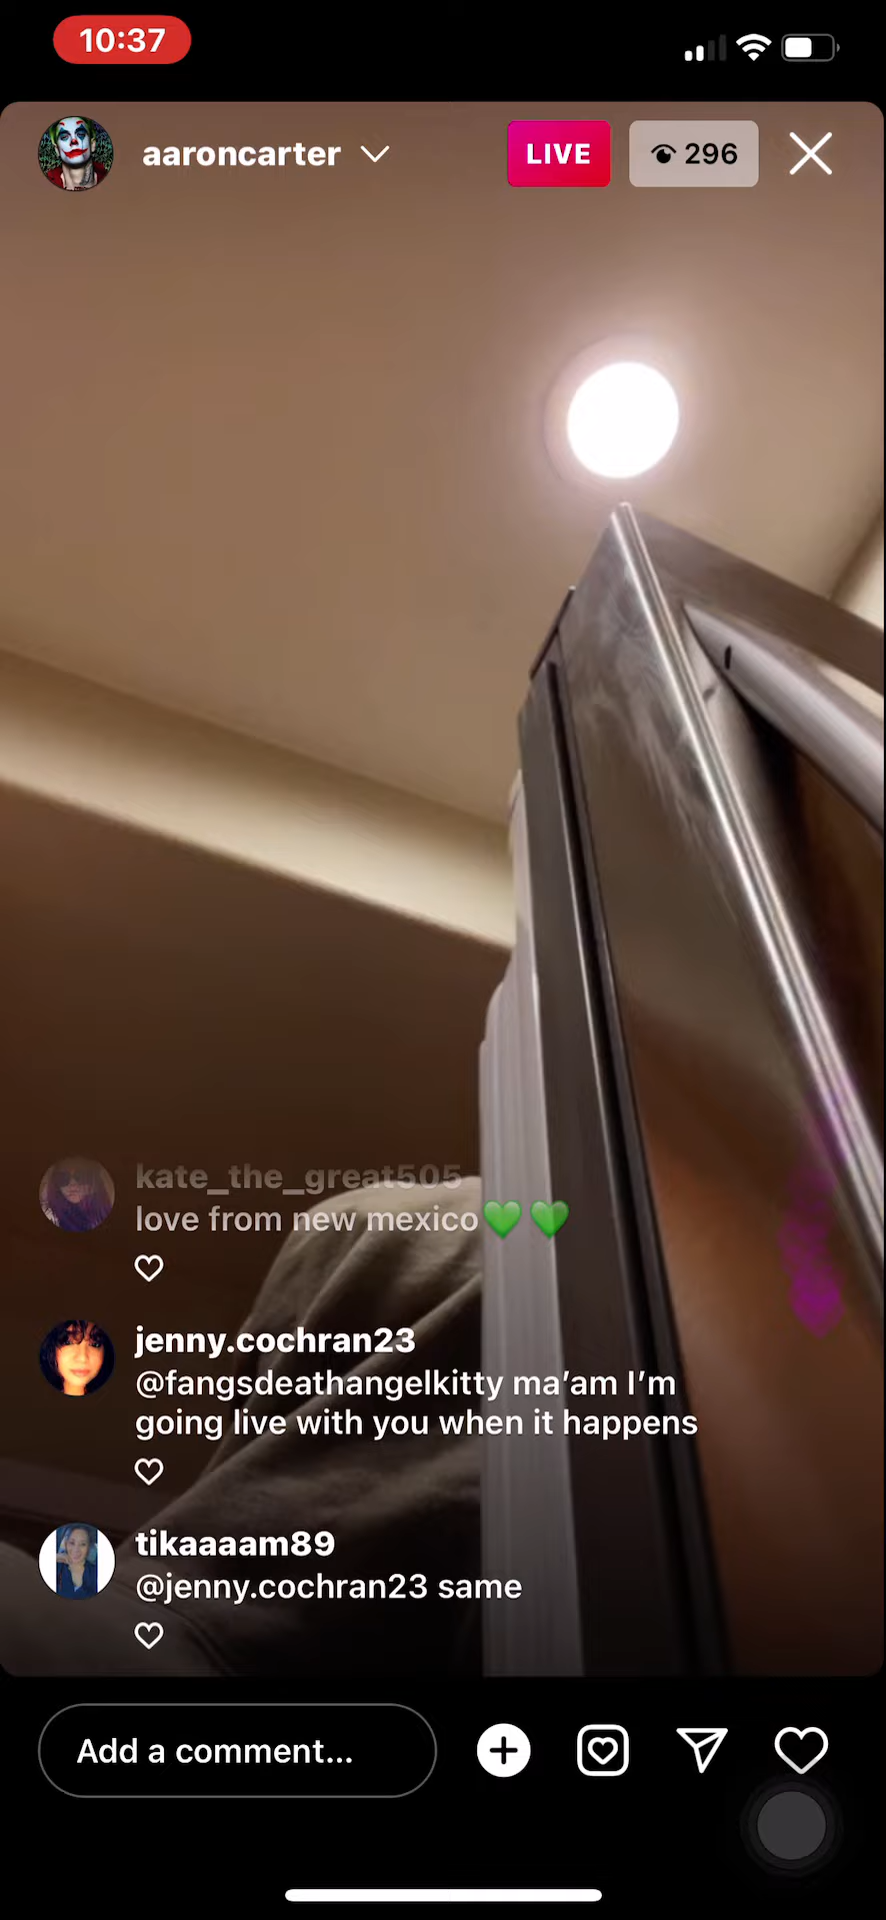 10:37
aaroncarter
LIVE
296
kate_the_great505
love from new mexico💚 💚
jenny.cochran23
@fangsdeathangelkitty ma’am I’m
going live with you when it happens
tikaaaam89
@jenny.cochran23 same
Add a comment...